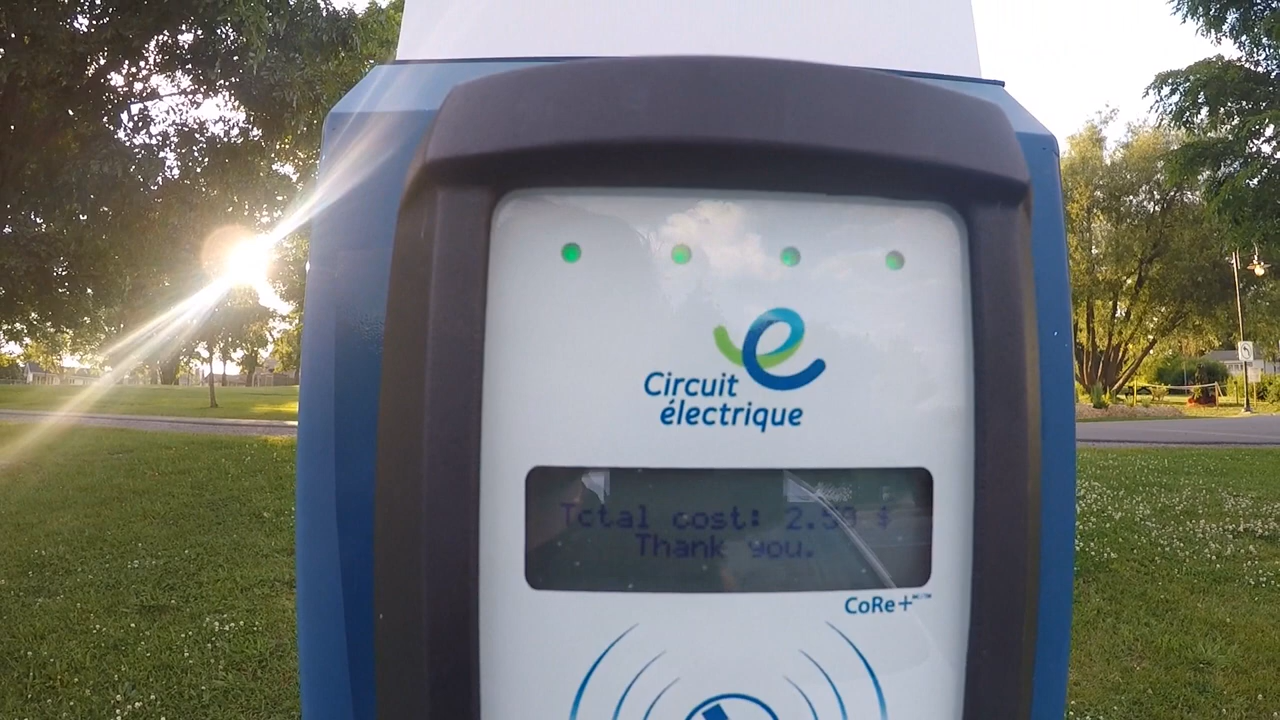 Circuit
électrique
Total cost: 2.50 $
Thank you.
CoRe+